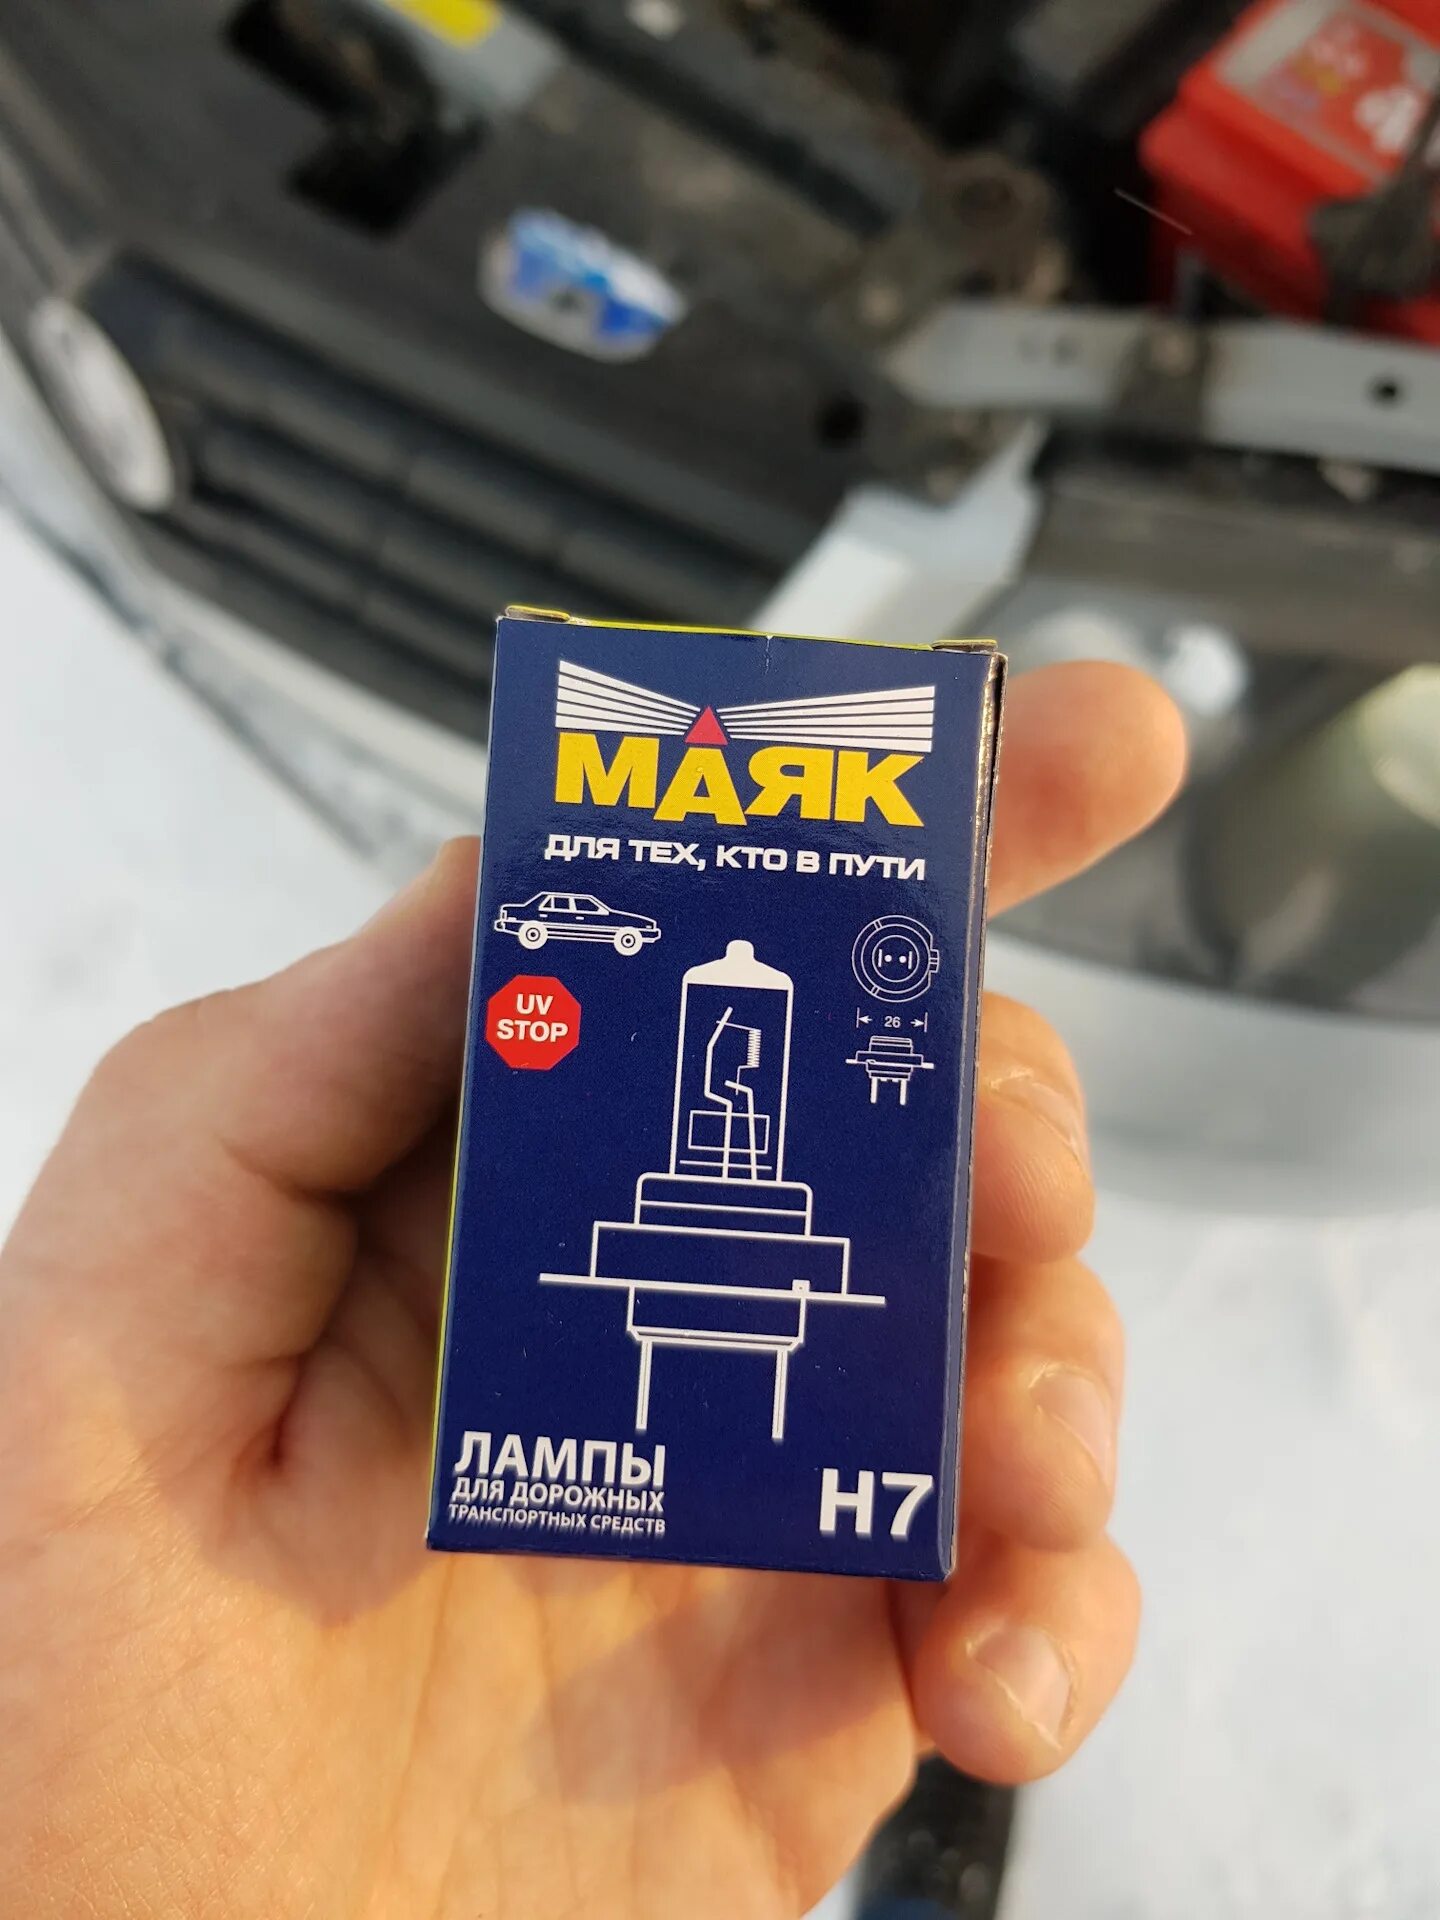 МАЯК
ДЛЯ ТЕХ, КТО В ПУТИ
UV
STOP
26
ЛАМПЫ
ДЛЯ ДОРОЖНЫХ
ТРАНСПОРТНЫХ СРЕДСТВ
H7